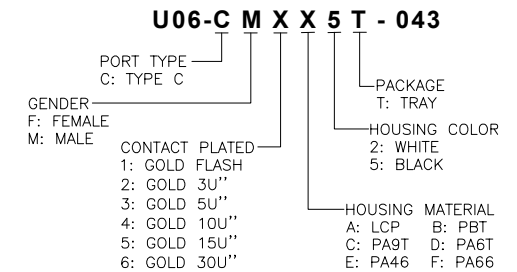 U06-CMXX5T-043
PORT TYPE
C: TYPE C
GENDER
F: FEMALE
M: MALE
CONTACT PLATED
1: GOLD FLASH
2: GOLD 3U''
3: GOLD 5U''
4: GOLD 10U''
5: GOLD 15U''
6: GOLD 30U''
PACKAGE
T: TRAY
HOUSING COLOR
2: WHITE
5: BLACK
HOUSING MATERIAL
A: LCP B: PBT
C: PA9T D: PA6T
E: PA46 F: PA66